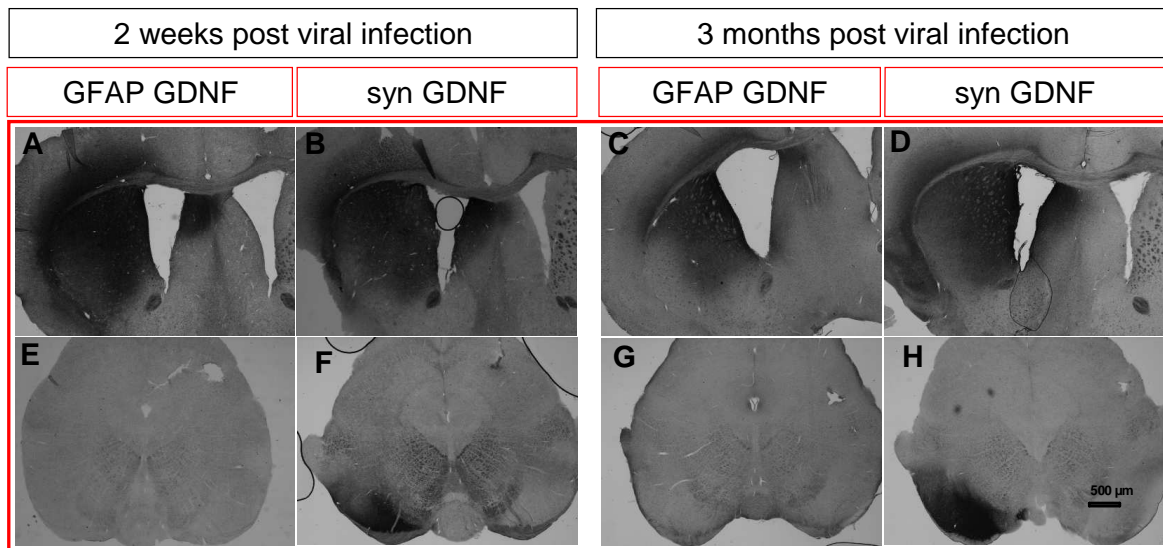 2 weeks post viral infection
3 months post viral infection
GFAP GDNF
syn GDNF
GFAP GDNF
syn GDNF
A
B
C
D
E
F
G
H
500 µm